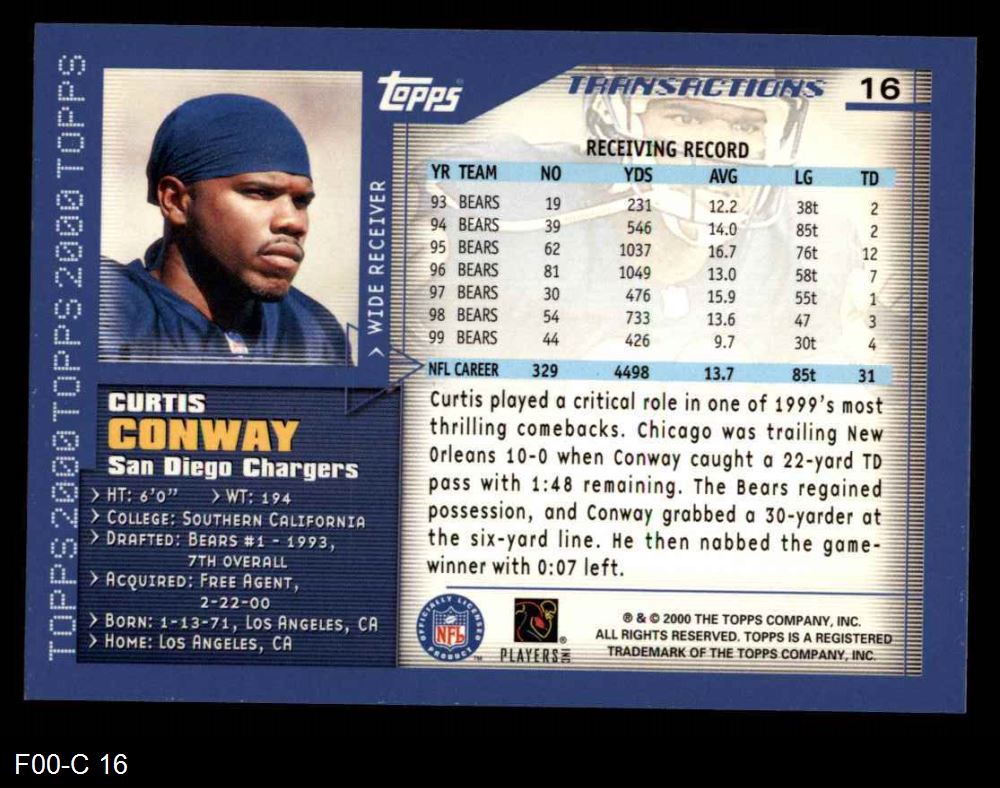 TOPPS2000TOPPS2000TOPPS
Topps
TRANSACTIONS 16
> WIDE RECEIVER
RECEIVING RECORD
YR TEAM NO YDS AVG LG TD
93 BEARS 19 231 12.2 38t 2
94 BEARS 39 546 14.0 85t 2
95 BEARS 62 1037 16.7 76t 12
96 BEARS 81 1049 13.0 58t 7
97 BEARS 30 476 15.9 55t 1
98 BEARS 54 733 13.6 47 3
99 BEARS 44 426 9.7 30t 4
NFL CAREER 329 4498 13.7 85t 31
CURTIS
CONWAY
San Diego Chargers
> HT: 6'0" > WT: 194
> COLLEGE: SOUTHERN CALIFORNIA
> DRAFTED: BEARS #1 - 1993,
7TH OVERALL
> ACQUIRED: FREE AGENT,
2-22-00
> BORN: 1-13-71, LOS ANGELES, CA
> HOME: LOS ANGELES, CA
Curtis played a critical role in one of 1999's most
thrilling comebacks. Chicago was trailing New
Orleans 10-0 when Conway caught a 22-yard TD
pass with 1:48 remaining. The Bears regained
possession, and Conway grabbed a 30-yarder at
the six-yard line. He then nabbed the game-
winner with 0:07 left.
OFFICIALLY LICENSED
NFL
PRODUCT
™
PLAYERS INC
®
® & © 2000 THE TOPPS COMPANY, INC.
ALL RIGHTS RESERVED. TOPPS IS A REGISTERED
TRADEMARK OF THE TOPPS COMPANY, INC.
F00-C 16